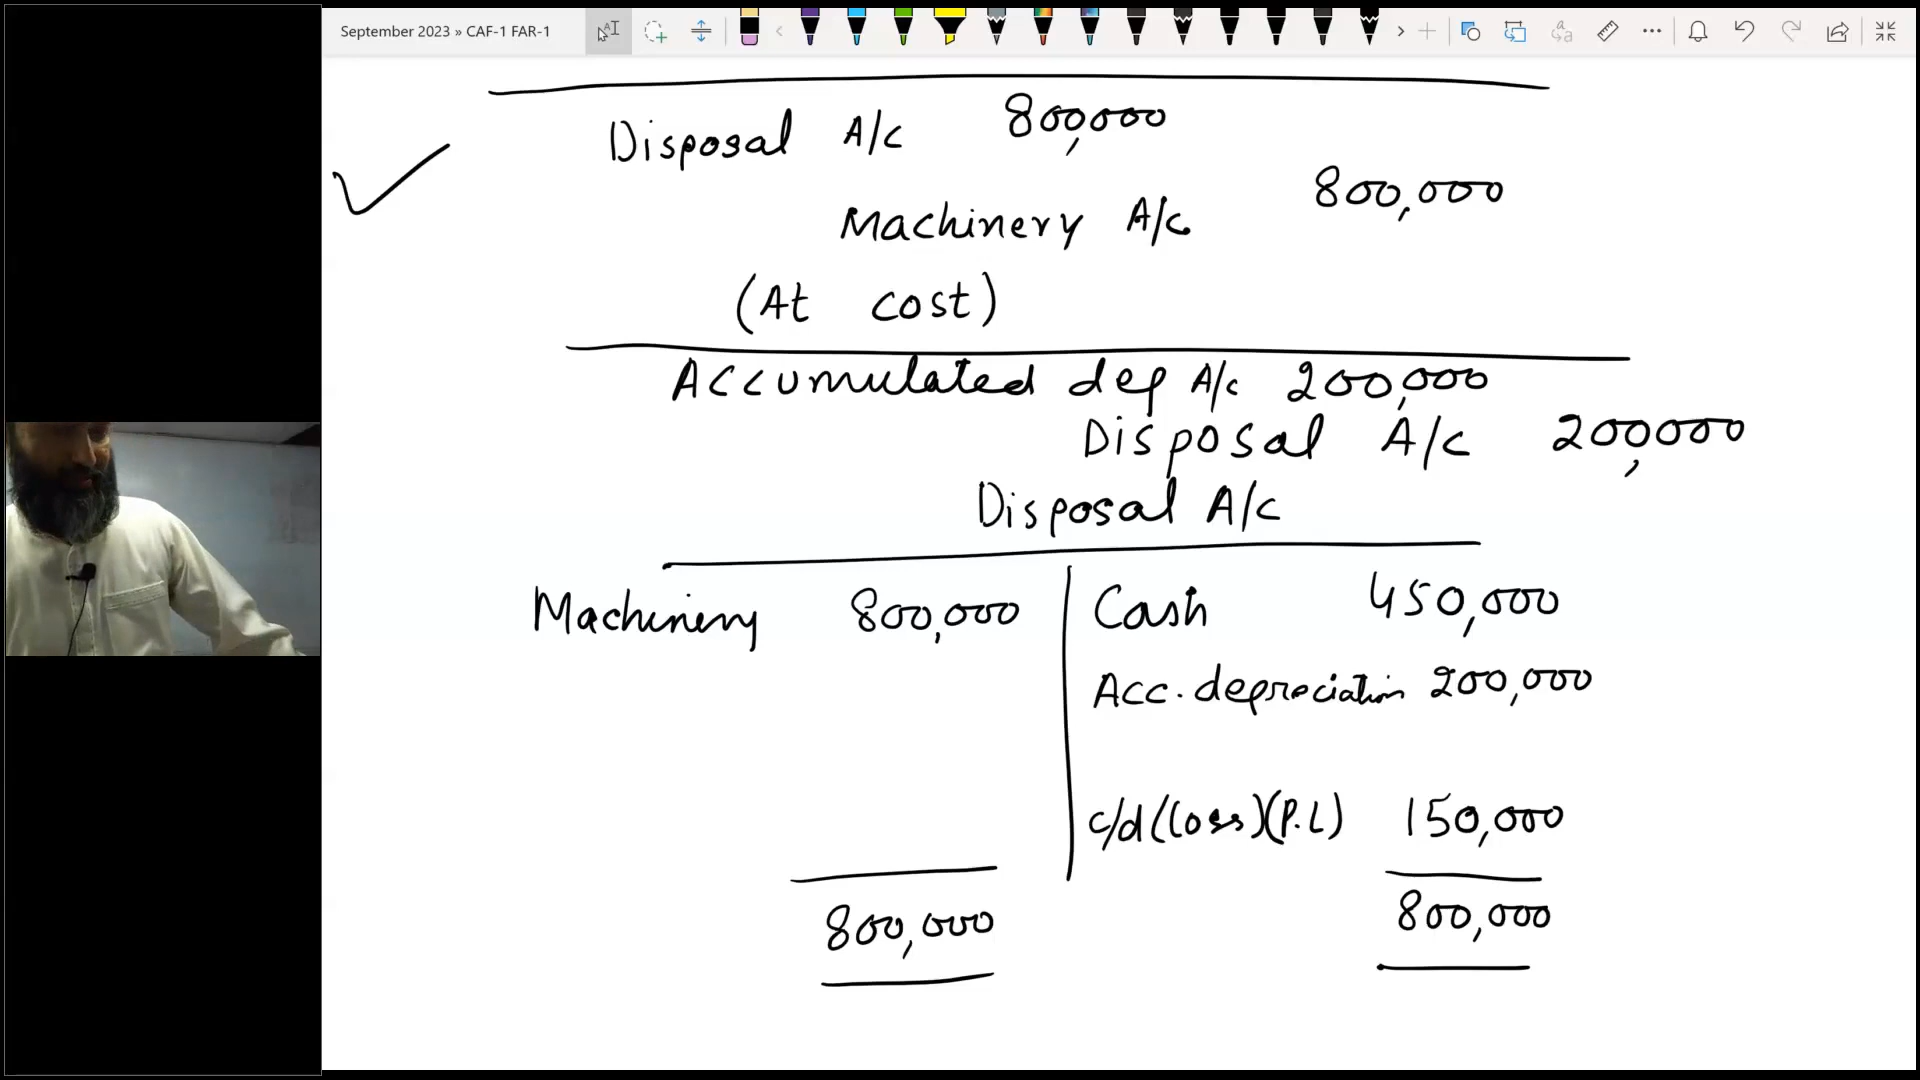 September 2023 » CAF-1 FAR-1
Disposal A/c 800,000
Machinery A/c 800,000
(At cost)
Accumulated dep A/c 200,000
Disposal A/c 200,000
Disposal A/c
Machinery 800,000 Cash 450,000
Acc. depreciation 200,000
c/d (loss) (P.L) 150,000
800,000 800,000